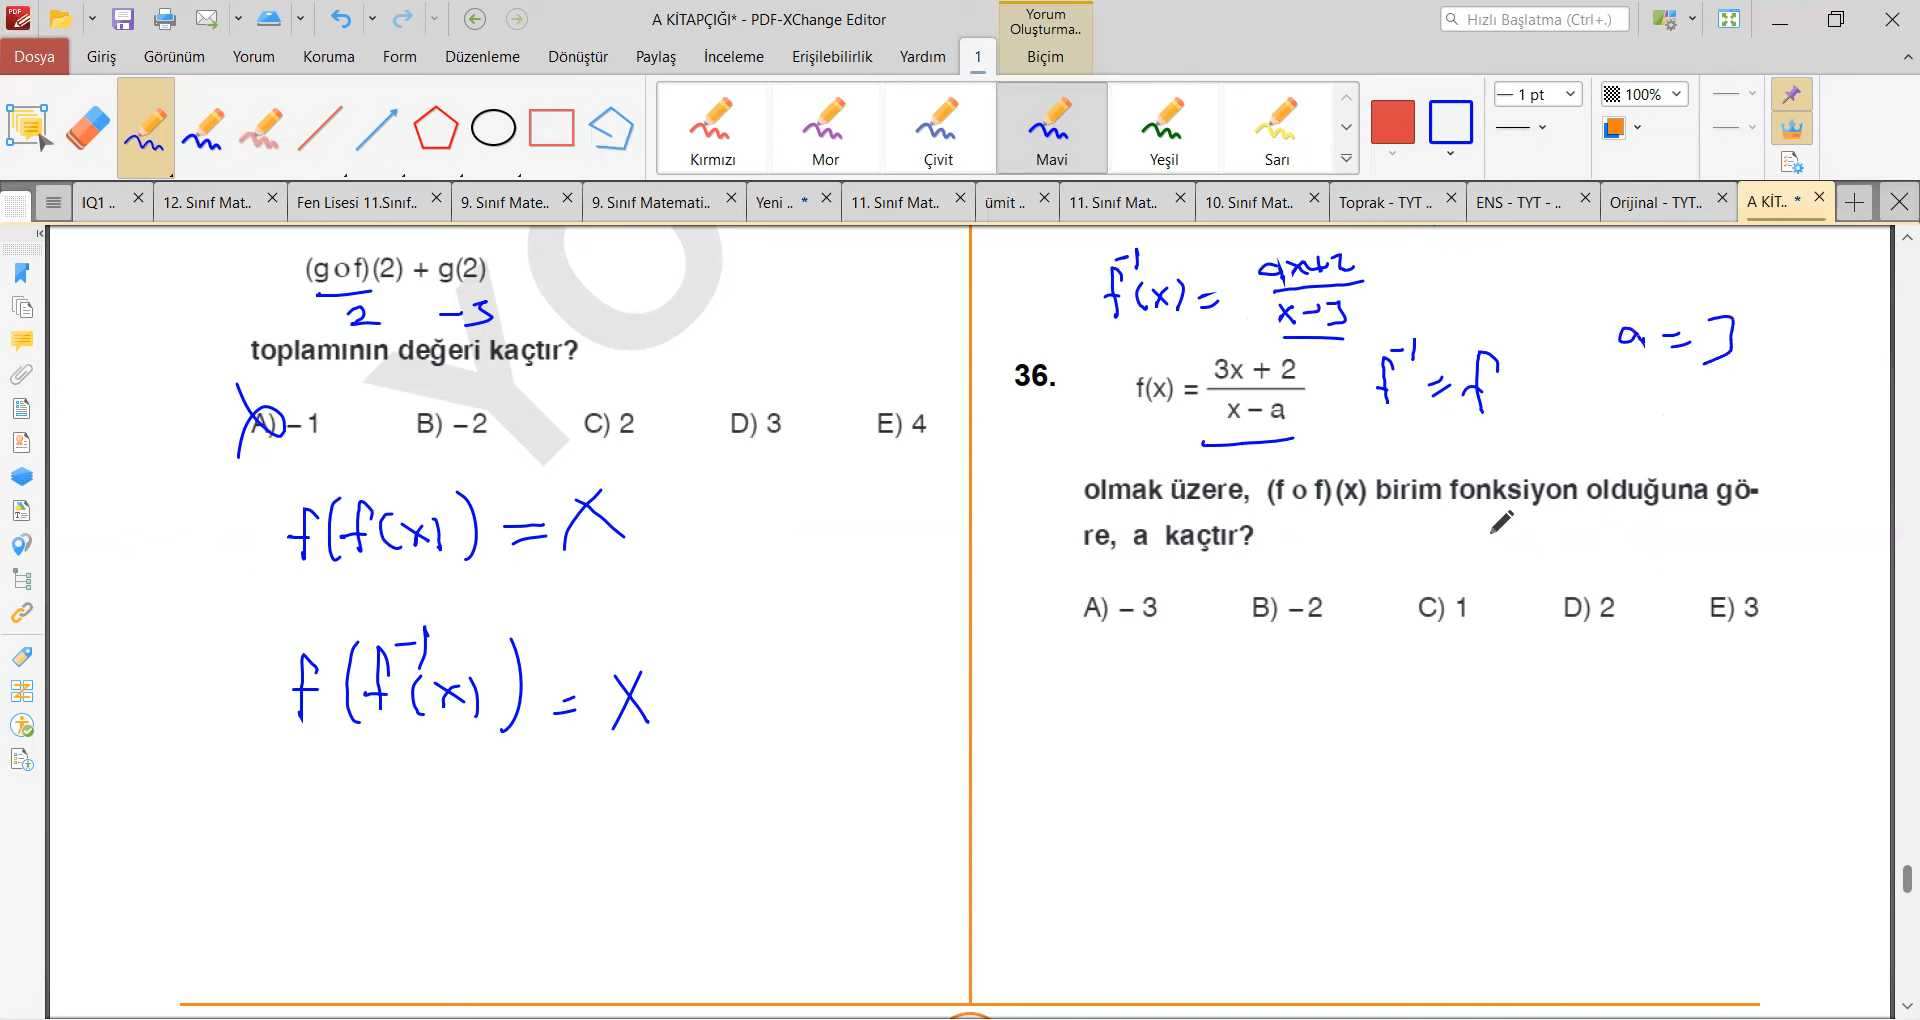 A KİTAPÇIĞI* - PDF-XChange Editor
Yorum Oluşturma..
Hızlı Başlatma (Ctrl+.)
Dosya Giriş Görünüm Yorum Koruma Form Düzenleme Dönüştür Paylaş İnceleme Erişilebilirlik Yardım 1 Biçim
1 pt 100%
Kırmızı Mor Çivit Mavi Yeşil Sarı
IQ1 .. 12. Sınıf Mat.. Fen Lisesi 11.Sınıf.. 9. Sınıf Mate.. 9. Sınıf Matemati.. Yeni .. * 11. Sınıf Mat.. ümit .. 11. Sınıf Mat.. 10. Sınıf Mat.. Toprak - TYT .. ENS - TYT - .. Orijinal - TYT.. A KİT.. *
(g o f)(2) + g(2)
2 -3
toplamının değeri kaçtır?
A) – 1 B) – 2 C) 2 D) 3 E) 4
f(f(x)) = x
f(f⁻¹(x)) = x
f⁻¹(x) = ax+2 / x-3
a = 3
36. f(x) = 3x + 2 / x – a
f⁻¹ = f
olmak üzere, (f o f)(x) birim fonksiyon olduğuna gö-
re, a kaçtır?
A) – 3 B) – 2 C) 1 D) 2 E) 3